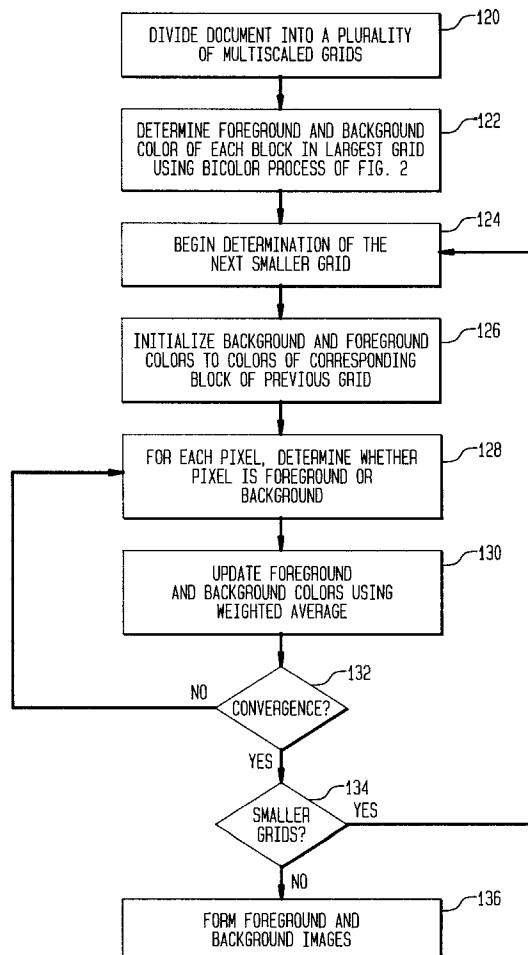 120
DIVIDE DOCUMENT INTO A PLURALITY
OF MULTISCALED GRIDS
122
DETERMINE FOREGROUND AND BACKGROUND
COLOR OF EACH BLOCK IN LARGEST GRID
USING BICOLOR PROCESS OF FIG. 2
124
BEGIN DETERMINATION OF THE
NEXT SMALLER GRID
126
INITIALIZE BACKGROUND AND FOREGROUND
COLORS TO COLORS OF CORRESPONDING
BLOCK OF PREVIOUS GRID
128
FOR EACH PIXEL, DETERMINE WHETHER
PIXEL IS FOREGROUND OR
BACKGROUND
130
UPDATE FOREGROUND
AND BACKGROUND COLORS USING
WEIGHTED AVERAGE
132
NO
CONVERGENCE?
YES
134
SMALLER
GRIDS?
YES
NO
136
FORM FOREGROUND AND
BACKGROUND IMAGES